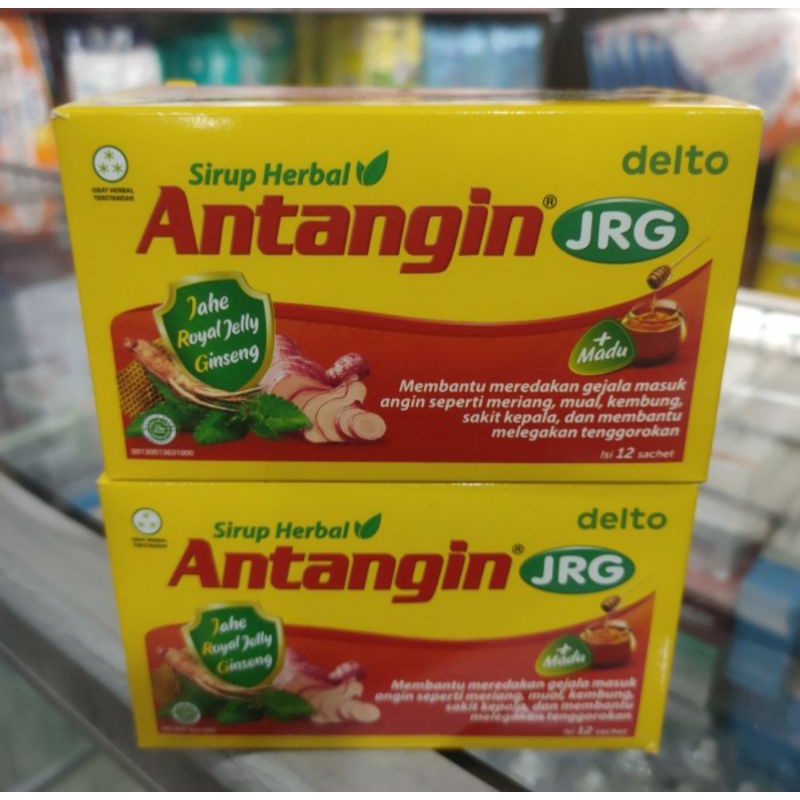 OBAT HERBAL
TERSTANDAR
Sirup Herbal
delto
Antangin® JRG
Jahe
Royal Jelly
Ginseng
+
Madu
Membantu meredakan gejala masuk
angin seperti meriang, mual, kembung,
sakit kepala, dan membantu
melegakan tenggorokan
Isi 12 sachet
OBAT HERBAL
TERSTANDAR
Sirup Herbal
delto
Antangin® JRG
Jahe
Royal Jelly
Ginseng
+
Madu
Membantu meredakan gejala masuk
angin seperti meriang, mual, kembung,
sakit kepala, dan membantu
melegakan tenggorokan
Isi 12 sachet